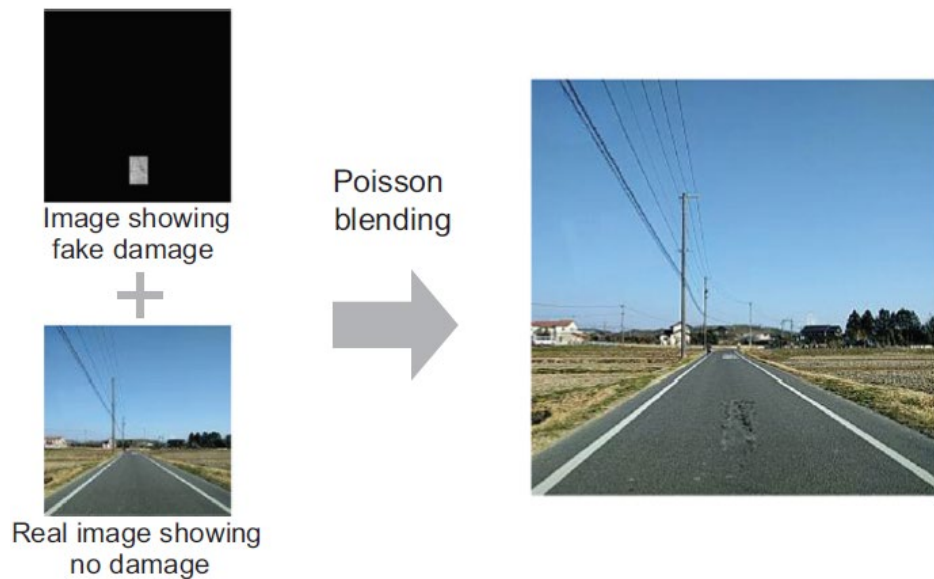 Image showing
fake damage
Real image showing
no damage
Poisson
blending